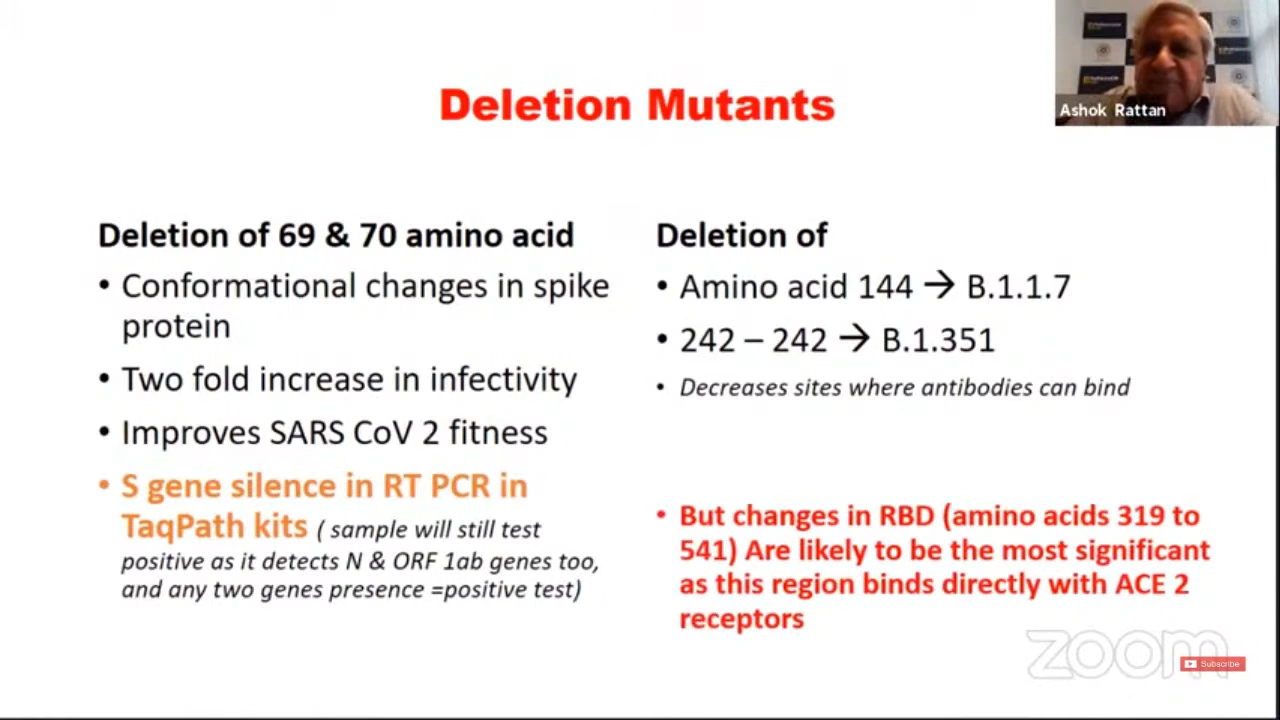 Deletion Mutants
Ashok Rattan
Deletion of 69 & 70 amino acid
• Conformational changes in spike
protein
• Two fold increase in infectivity
• Improves SARS CoV 2 fitness
• S gene silence in RT PCR in
TaqPath kits ( sample will still test
positive as it detects N & ORF 1ab genes too,
and any two genes presence =positive test)
Deletion of
• Amino acid 144 → B.1.1.7
• 242 – 242 → B.1.351
• Decreases sites where antibodies can bind
• But changes in RBD (amino acids 319 to
541) Are likely to be the most significant
as this region binds directly with ACE 2
receptors
zoom
Subscribe